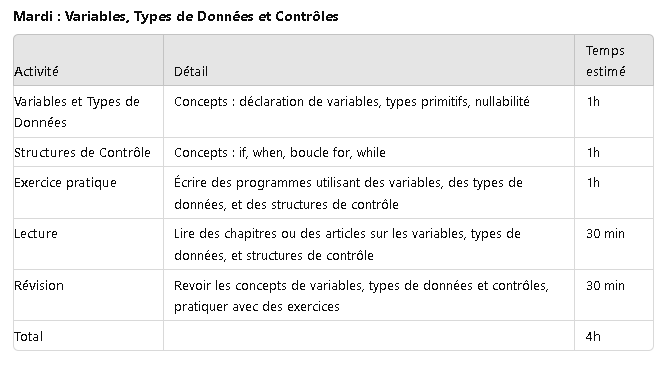 Mardi : Variables, Types de Données et Contrôles
Activité Détail Temps estimé
Variables et Types de Données Concepts : déclaration de variables, types primitifs, nullabilité 1h
Structures de Contrôle Concepts : if, when, boucle for, while 1h
Exercice pratique Écrire des programmes utilisant des variables, des types de
données, et des structures de contrôle 1h
Lecture Lire des chapitres ou des articles sur les variables, types de
données, et structures de contrôle 30 min
Révision Revoir les concepts de variables, types de données et contrôles,
pratiquer avec des exercices 30 min
Total 4h